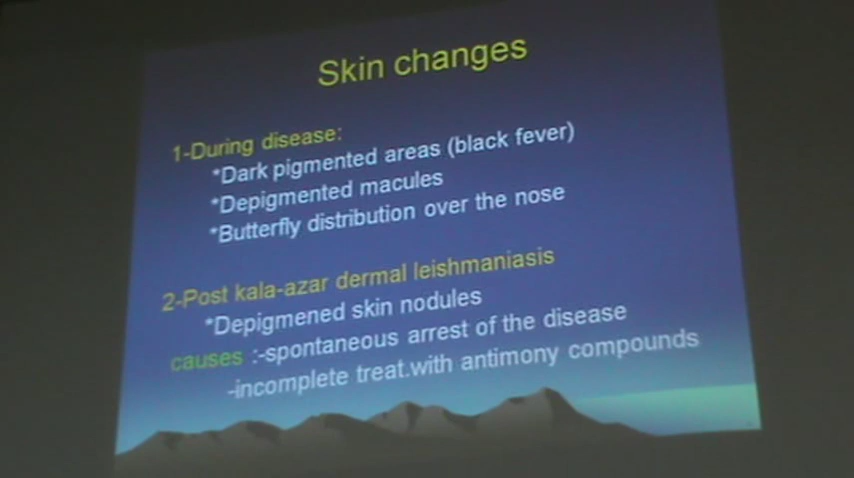 Skin changes
1-During disease:
*Dark pigmented areas (black fever)
*Depigmented macules
*Butterfly distribution over the nose
2-Post kala-azar dermal leishmaniasis
*Depigmened skin nodules
causes :-spontaneous arrest of the disease
-incomplete treat.with antimony compounds